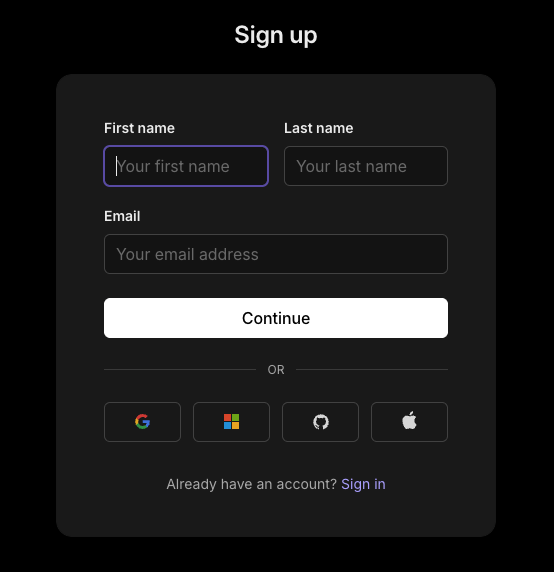 Sign up
First name Last name
Your first name Your last name
Email
Your email address
Continue
OR
Already have an account? Sign in